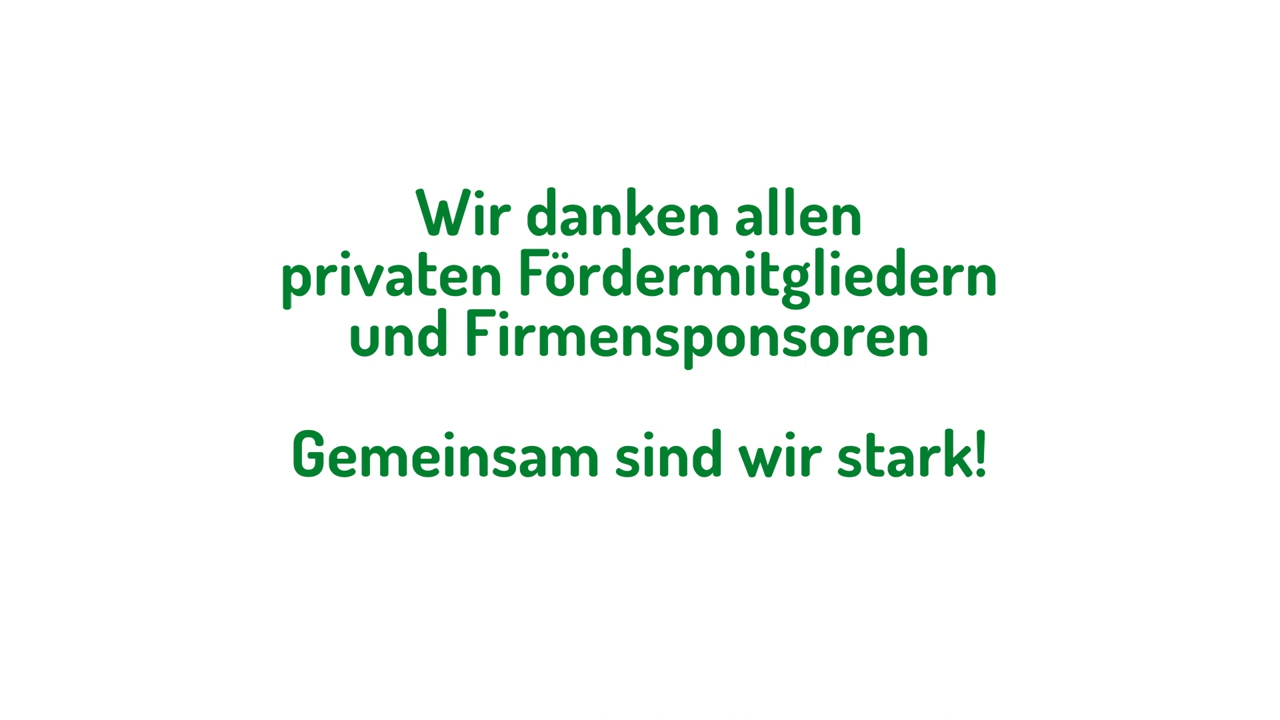 Wir danken allen
privaten Fördermitgliedern
und Firmensponsoren
Gemeinsam sind wir stark!